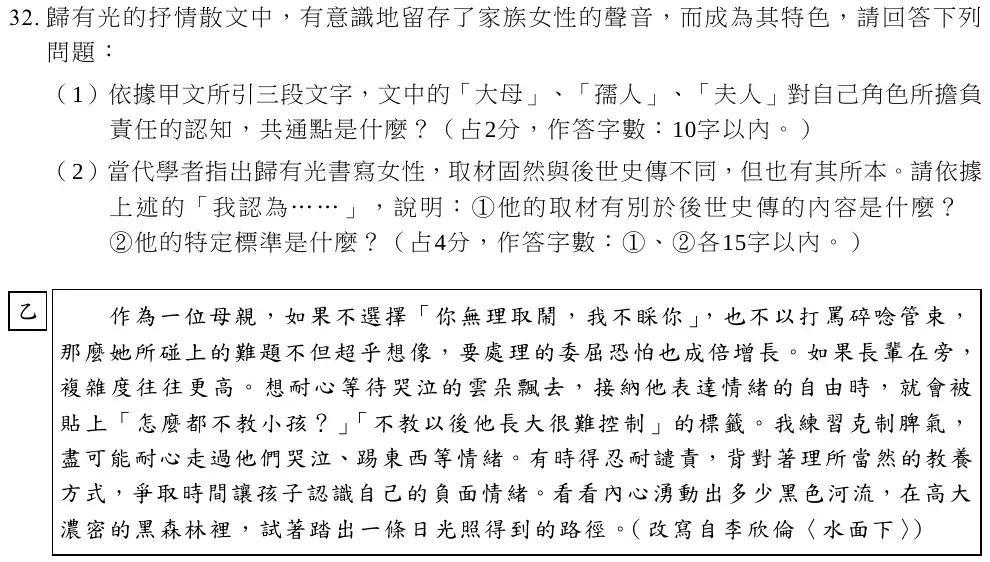 32. 歸有光的抒情散文中，有意識地留存了家族女性的聲音，而成為其特色，請回答下列
問題：
（1）依據甲文所引三段文字，文中的「大母」、「孺人」、「夫人」對自己角色所擔負
責任的認知，共通點是什麼？（占2分，作答字數：10字以內。）
（2）當代學者指出歸有光書寫女性，取材固然與後世史傳不同，但也有其所本。請依據
上述的「我認為……」，說明：①他的取材有別於後世史傳的內容是什麼？
②他的特定標準是什麼？（占4分，作答字數：①、②各15字以內。）
乙
作為一位母親，如果不選擇「你無理取鬧，我不睬你」，也不以打罵碎唸管束，
那麼她所碰上的難題不但超乎想像，要處理的委屈恐怕也成倍增長。如果長輩在旁，
複雜度往往更高。想耐心等待哭泣的雲朵飄去，接納他表達情緒的自由時，就會被
貼上「怎麼都不教小孩？」「不教以後他長大很難控制」的標籤。我練習克制脾氣，
盡可能耐心走過他們哭泣、踢東西等情緒。有時得忍耐譴責，背對著理所當然的教養
方式，爭取時間讓孩子認識自己的負面情緒。看看內心湧動出多少黑色河流，在高大
濃密的黑森林裡，試著踏出一條日光照得到的路徑。（改寫自李欣倫〈水面下〉）